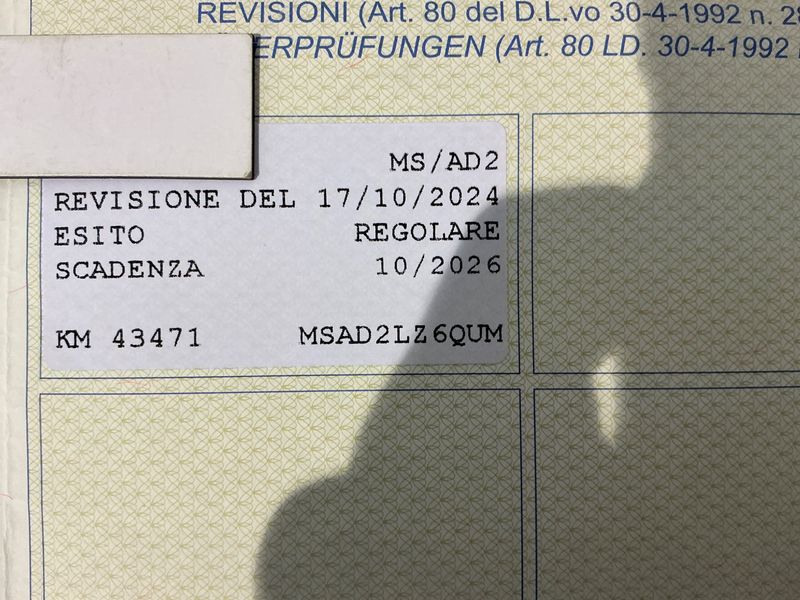 REVISIONI (Art. 80 del D.L.vo 30-4-1992 n.
ÜBERPRÜFUNGEN (Art. 80 LD. 30-4-1992
MS/AD2
REVISIONE DEL 17/10/2024
ESITO REGOLARE
SCADENZA 10/2026
KM 43471 MSAD2LZ6QUM